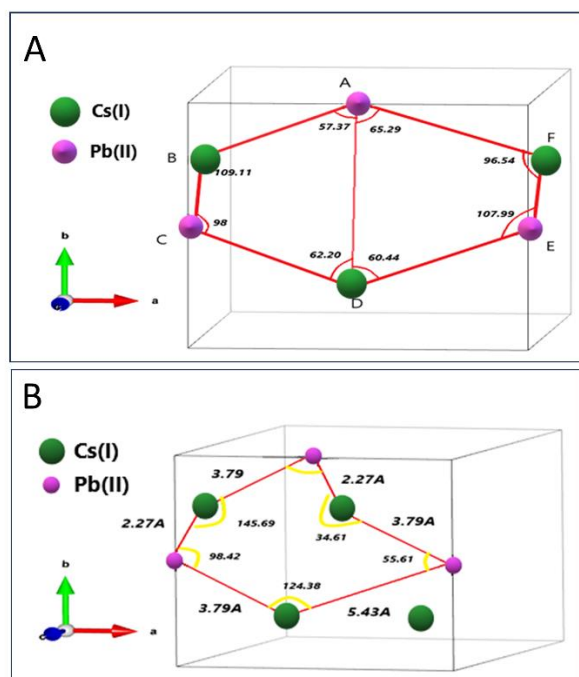 A
Cs(I)
Pb(II)
A
57.37
65.29
F
B
109.11
96.54
C
98
107.99
62.20
60.44
E
D
b
a
B
Cs(I)
Pb(II)
3.79
2.27A
2.27A
145.69
34.61
3.79A
98.42
55.61
124.38
3.79A
5.43A
b
a